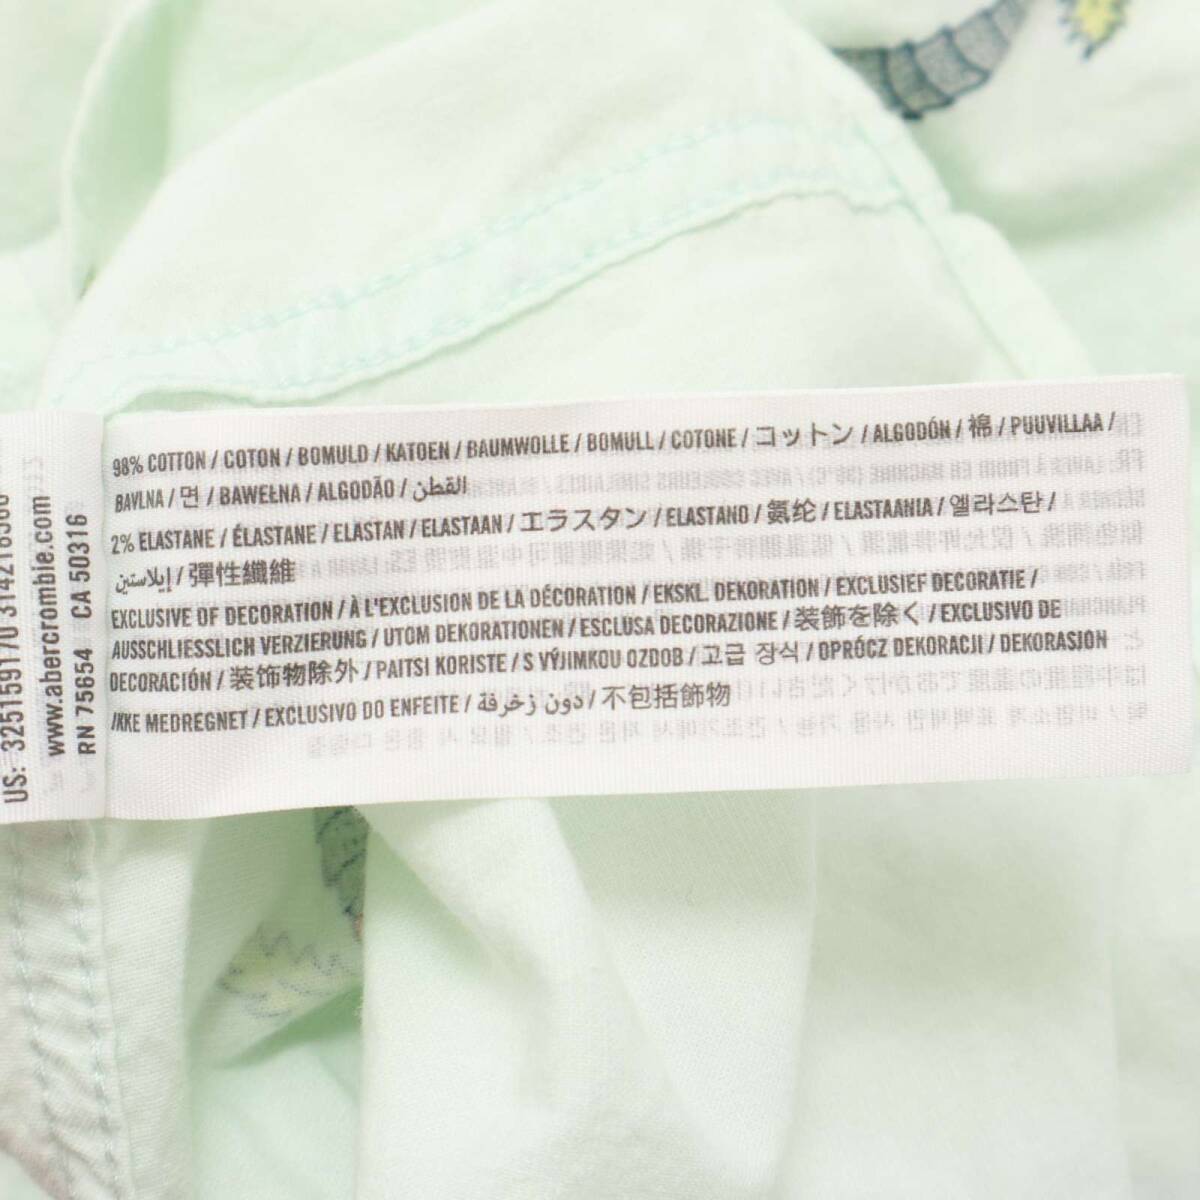 98% COTTON / COTON / BOMULD / KATOEN / BAUMWOLLE / BOMULL / COTONE / コットン / ALGODÓN / 棉 / PUUVILLAA /
BAVLNA / 면 / BAWEŁNA / ALGODÃO / القطن
2% ELASTANE / ÉLASTANE / ELASTAN / ELASTAAN / エラスタン / ELASTANO / 氨纶 / ELASTAANIA / 엘라스탄 /
إيلاستين / 彈性纖維
EXCLUSIVE OF DECORATION / À L'EXCLUSION DE LA DÉCORATION / EKSKL. DEKORATION / EXCLUSIEF DECORATIE /
AUSSCHLIESSLICH VERZIERUNG / UTOM DEKORATIONEN / ESCLUSA DECORAZIONE / 装飾を除く / EXCLUSIVO DE
DECORACIÓN / 装饰物除外 / PAITSI KORISTE / S VÝJIMKOU OZDOB / 고급 장식 / OPRÓCZ DEKORACJI / DEKORASJON
IKKE MEDREGNET / EXCLUSIVO DO ENFEITE / دون زخرفة / 不包括飾物
www.abercrombie.com
RN 75654 CA 50316